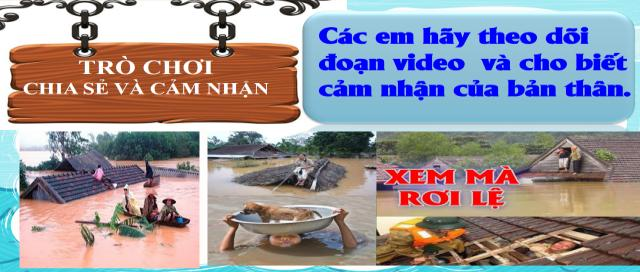 TRÒ CHƠI
CHIA SẺ VÀ CẢM NHẬN
Các em hãy theo dõi
đoạn video và cho biết
cảm nhận của bản thân.
XEM MÀ
RƠI LỆ